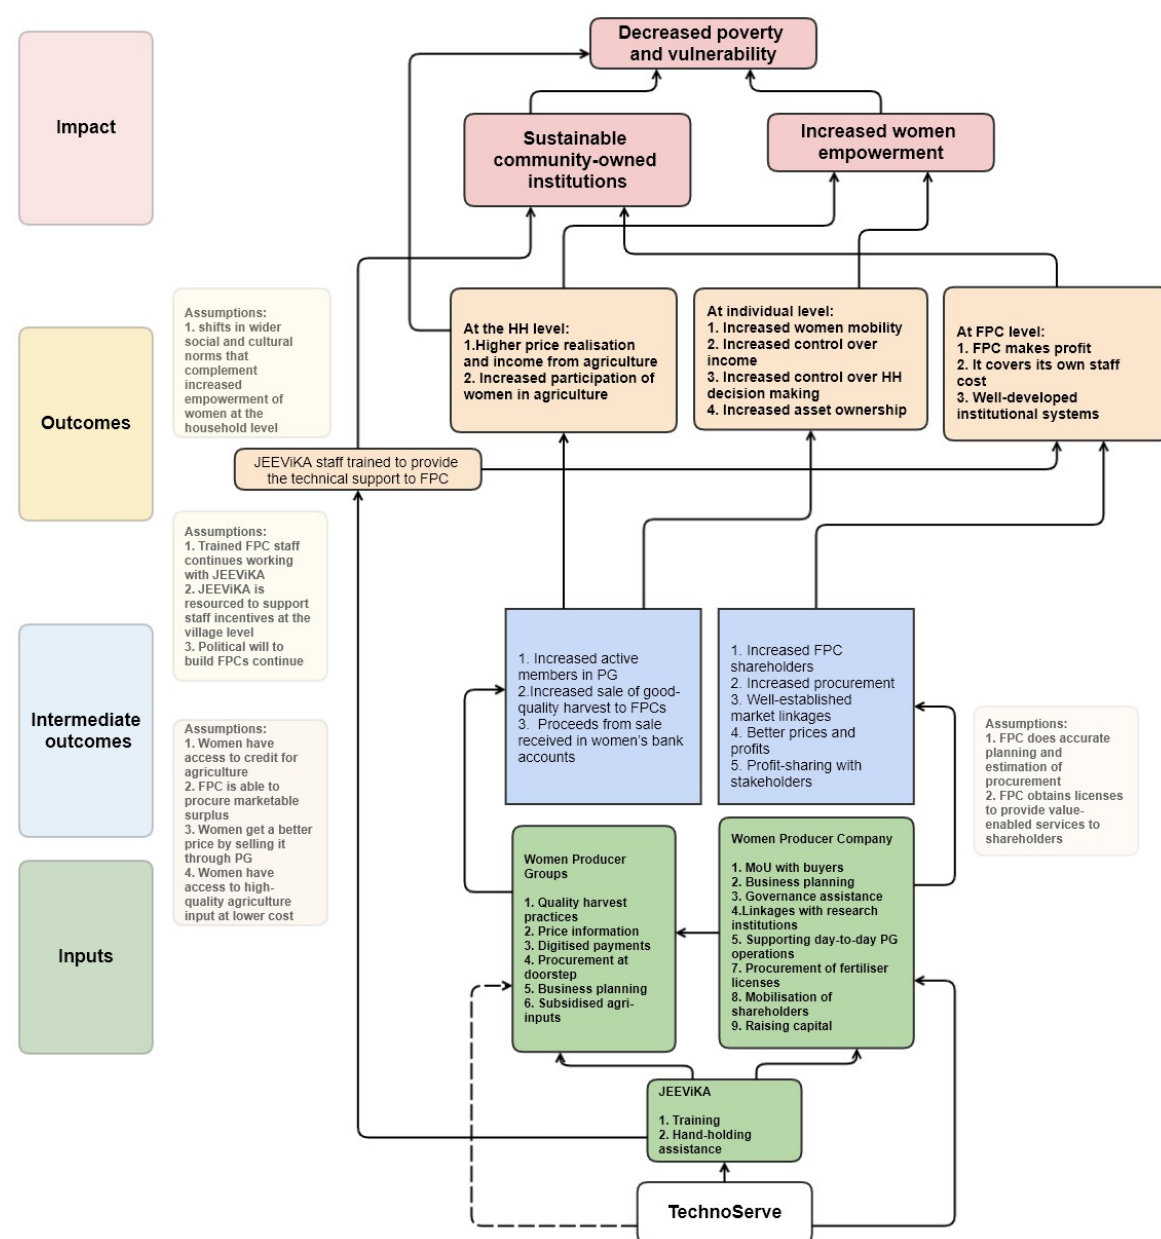 Decreased poverty
and vulnerability
Impact
Sustainable
community-owned
institutions
Increased women
empowerment
Assumptions:
1. shifts in wider
social and cultural
norms that
complement
increased
empowerment of
women at the
household level
At the HH level:
1.Higher price realisation
and income from agriculture
2. Increased participation of
women in agriculture
At individual level:
1. Increased women mobility
2. Increased control over
income
3. Increased control over HH
decision making
4. Increased asset ownership
At FPC level:
1. FPC makes profit
2. It covers its own staff
cost
3. Well-developed
institutional systems
Outcomes
JEEViKA staff trained to provide
the technical support to FPC
Assumptions:
1. Trained FPC staff
continues working
with JEEViKA
2. JEEViKA is
resourced to support
staff incentives at the
village level
3. Political will to
build FPCs continue
Intermediate
outcomes
1. Increased active
members in PG
2.Increased sale of good-
quality harvest to FPCs
3.  Proceeds from sale
received in women's bank
accounts
1. Increased FPC
shareholders
2. Increased procurement
3. Well-established
market linkages
4. Better prices and
profits
5. Profit-sharing with
stakeholders
Assumptions:
1. Women have
access to credit for
agriculture
2. FPC is able to
procure marketable
surplus
3. Women get a better
price by selling it
through PG
4. Women have
access to high-
quality agriculture
input at lower cost
Assumptions:
1. FPC does accurate
planning and
estimation of
procurement
2. FPC obtains licenses
to provide value-
enabled services to
shareholders
Inputs
Women Producer
Groups
1. Quality harvest
practices
2. Price information
3. Digitised payments
4. Procurement at
doorstep
5. Business planning
6. Subsidised agri-
inputs
Women Producer Company
1. MoU with buyers
2. Business planning
3. Governance assistance
4.Linkages with research
institutions
5. Supporting day-to-day PG
operations
7. Procurement of fertiliser
licenses
8. Mobilisation of
shareholders
9. Raising capital
JEEViKA
1. Training
2. Hand-holding
assistance
TechnoServe